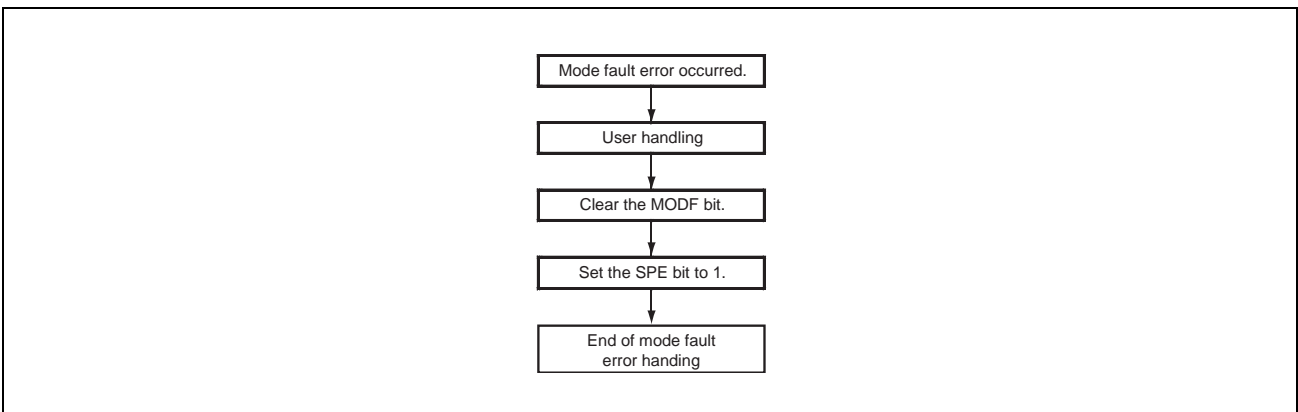 Mode fault error occurred.
User handling
Clear the MODF bit.
Set the SPE bit to 1.
End of mode fault
error handing